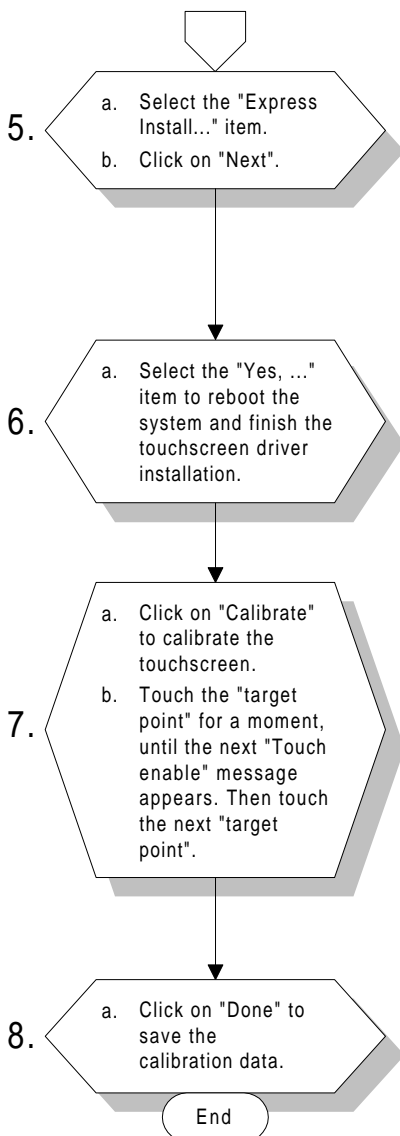 5.
a. Select the "Express
Install..." item.
b. Click on "Next".
6.
a. Select the "Yes, ..."
item to reboot the
system and finish the
touchscreen driver
installation.
7.
a. Click on "Calibrate"
to calibrate the
touchscreen.
b. Touch the "target
point" for a moment,
until the next "Touch
enable" message
appears. Then touch
the next "target
point".
8.
a. Click on "Done" to
save the
calibration data.
End